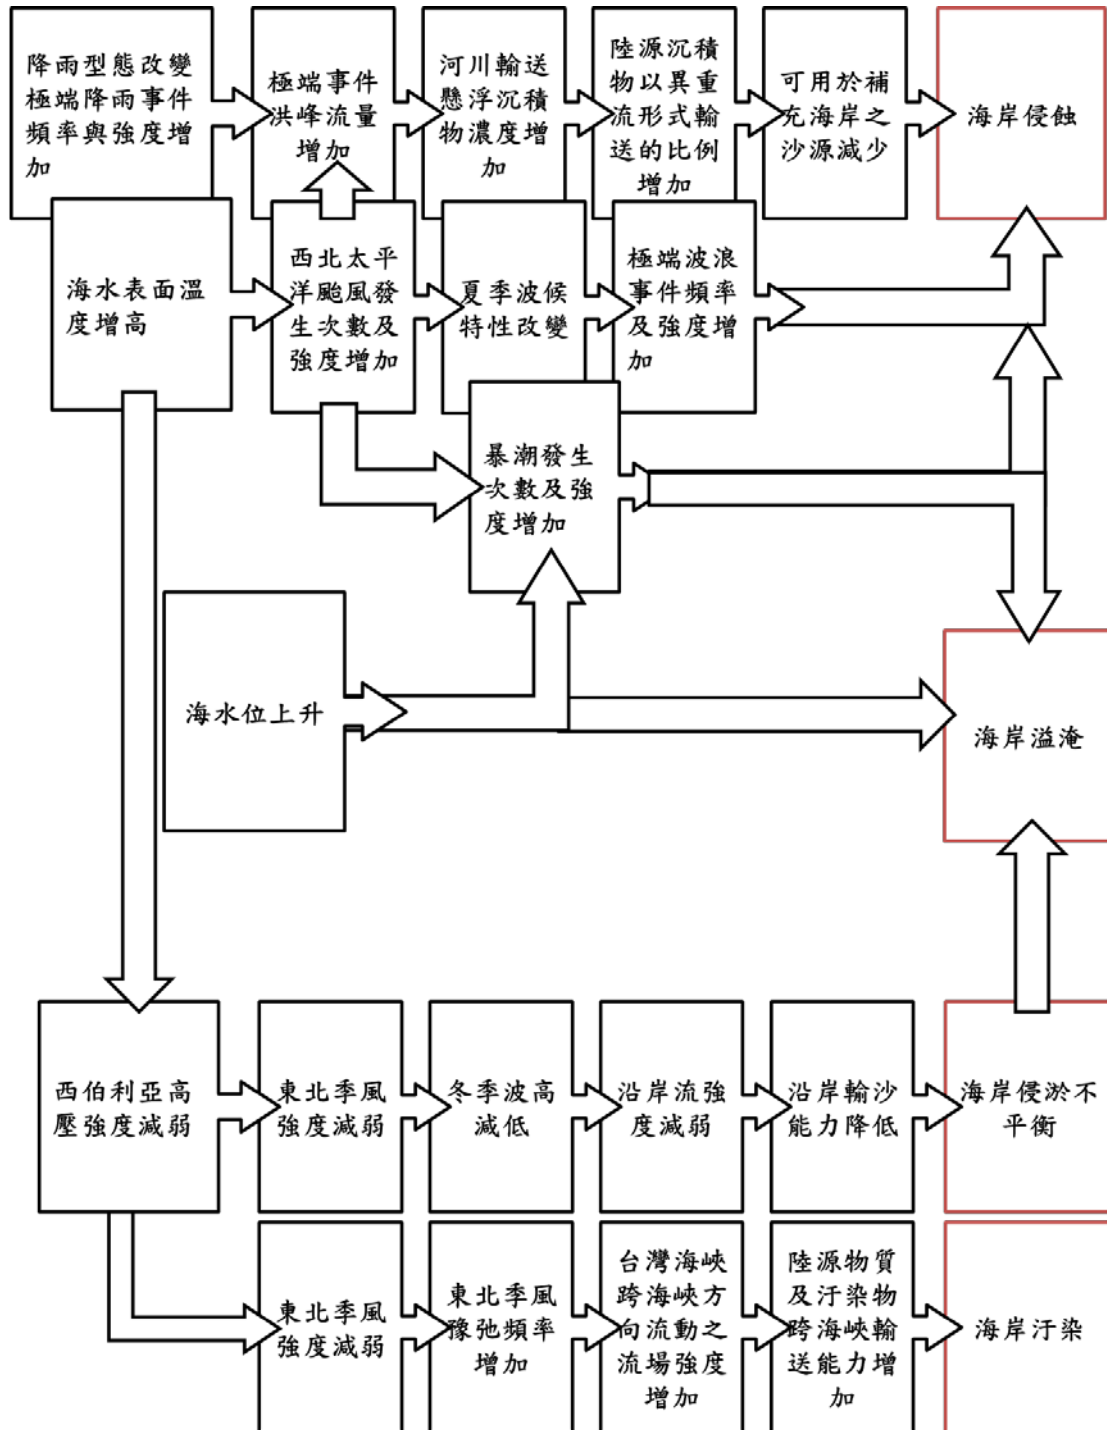 降雨型態改變
極端降雨事件
頻率與強度增
加
極端事件
洪峰流量
增加
河川輸送
懸浮沉積
物濃度增
加
陸源沉積
物以異重
流形式輸
送的比例
增加
可用於補
充海岸之
沙源減少
海岸侵蝕
海水表面溫
度增高
西北太平
洋颱風發
生次數及
強度增加
夏季波候
特性改變
極端波浪
事件頻率
及強度增
加
暴潮發生
次數及強
度增加
海水位上升
海岸溢淹
西伯利亞高
壓強度減弱
東北季風
強度減弱
冬季波高
減低
沿岸流強
度減弱
沿岸輸沙
能力降低
海岸侵淤不
平衡
東北季風
強度減弱
東北季風
豫弛頻率
增加
台灣海峽
跨海峽方
向流動之
流場強度
增加
陸源物質
及汙染物
跨海峽輸
送能力增
加
海岸汙染